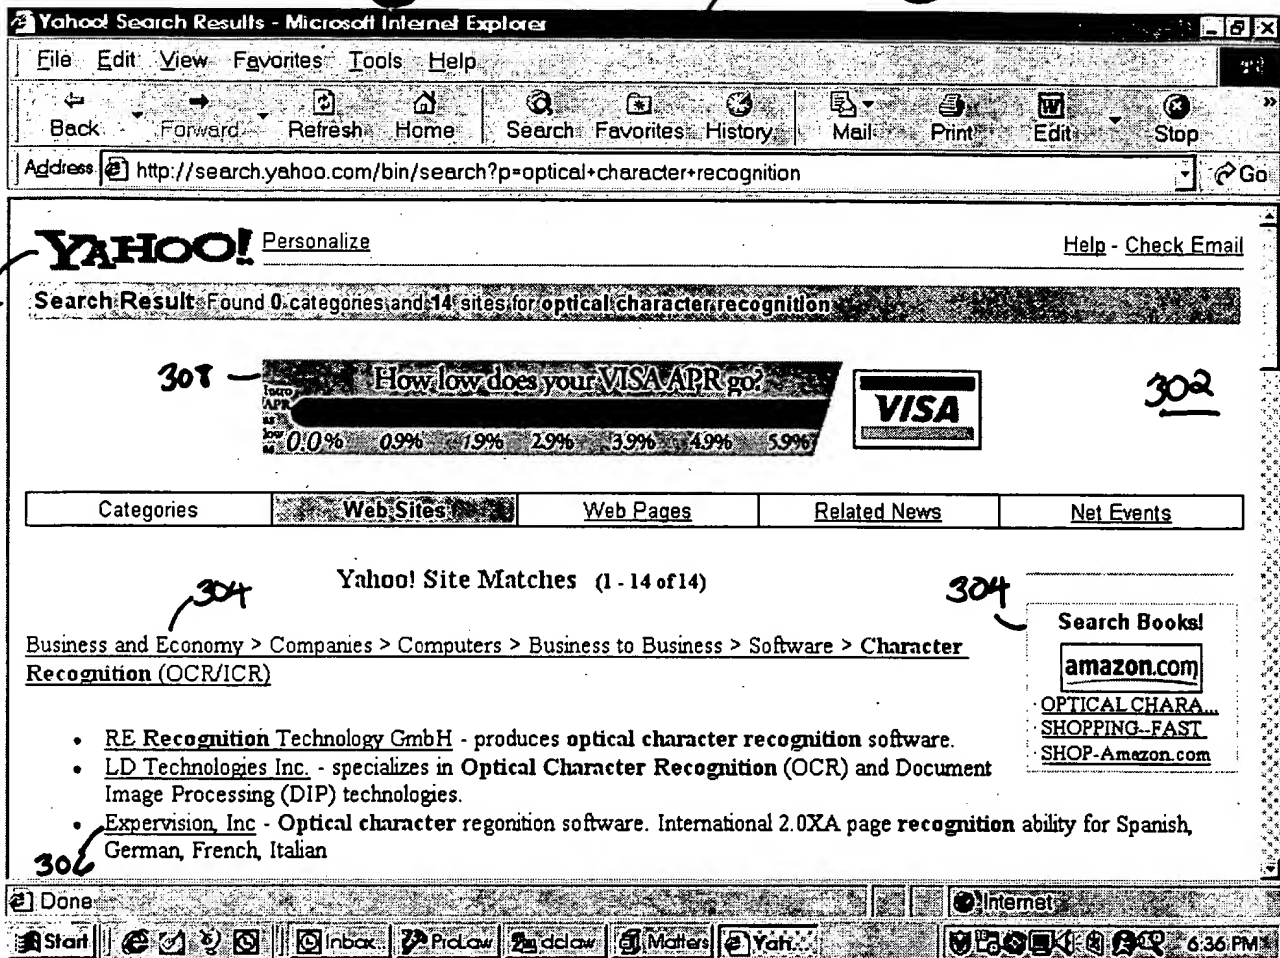 Yahoo! Search Results - Microsoft Internet Explorer
File Edit View Favorites Tools Help
Back Forward Refresh Home Search Favorites History Mail Print Edit Stop
Address http://search.yahoo.com/bin/search?p=optical+character+recognition Go
YAHOO! Personalize Help - Check Email
Search Result Found 0 categories and 14 sites for optical character recognition
308 How low does your VISA APR go?
Intro APR as low as
0.0% 0.9% 1.9% 2.9% 3.9% 4.9% 5.9%
VISA
302
Categories Web Sites Web Pages Related News Net Events
Yahoo! Site Matches (1 - 14 of 14)
304
304
Search Books!
amazon.com
OPTICAL CHARA...
SHOPPING--FAST
SHOP-Amazon.com
Business and Economy > Companies > Computers > Business to Business > Software > Character
Recognition (OCR/ICR)
• RE Recognition Technology GmbH - produces optical character recognition software.
• LD Technologies Inc. - specializes in Optical Character Recognition (OCR) and Document
Image Processing (DIP) technologies.
• Expervision, Inc - Optical character regonition software. International 2.0XA page recognition ability for Spanish,
German, French, Italian
306
Done Internet
Start Inbox... ProLaw dclaw Matters Yah... 6:36 PM